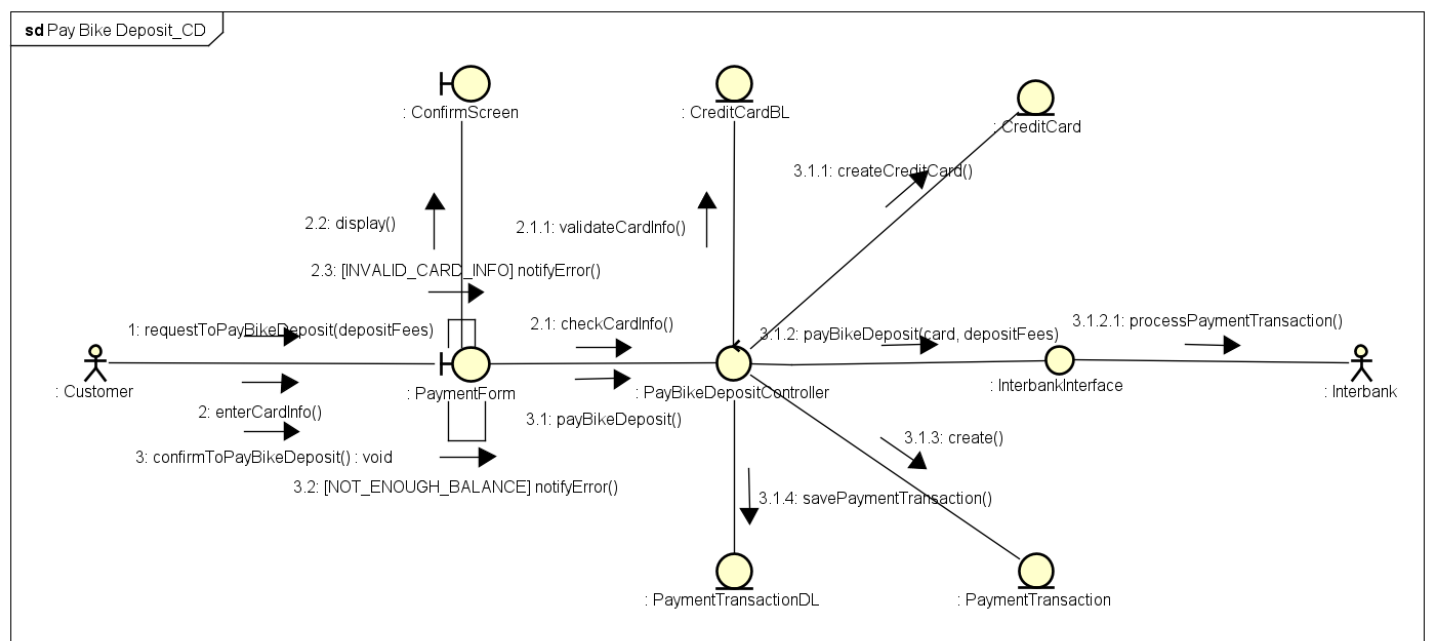 sd Pay Bike Deposit_CD
: ConfirmScreen
: CreditCardBL
: CreditCard
3.1.1: createCreditCard()
2.2: display()
2.1.1: validateCardInfo()
2.3: [INVALID_CARD_INFO] notifyError()
1: requestToPayBikeDeposit(depositFees)
2.1: checkCardInfo()
3.1.2: payBikeDeposit(card, depositFees)
3.1.2.1: processPaymentTransaction()
: Customer
: PaymentForm
: PayBikeDepositController
: InterbankInterface
: Interbank
2: enterCardInfo()
3.1: payBikeDeposit()
3.1.3: create()
3: confirmToPayBikeDeposit() : void
3.2: [NOT_ENOUGH_BALANCE] notifyError()
3.1.4: savePaymentTransaction()
: PaymentTransactionDL
: PaymentTransaction